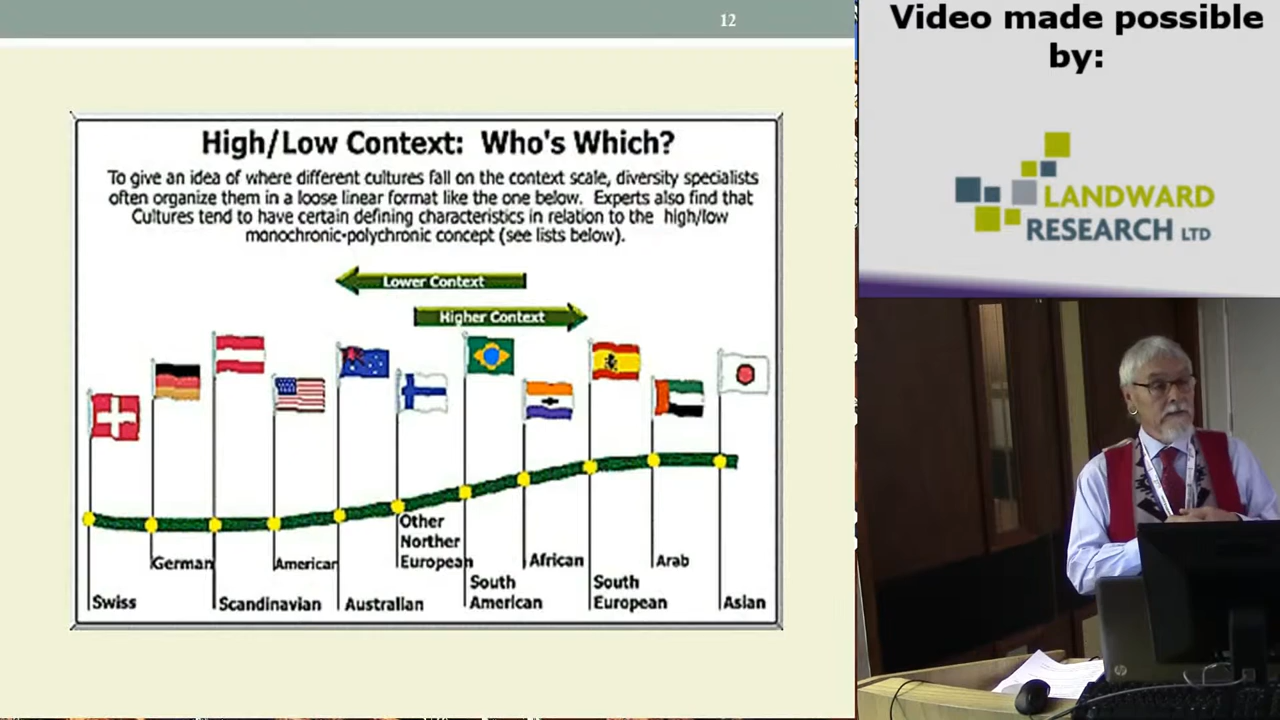 12
High/Low Context: Who's Which?
To give an idea of where different cultures fall on the context scale, diversity specialists
often organize them in a loose linear format like the one below. Experts also find that
Cultures tend to have certain defining characteristics in relation to the high/low
monochronic-polychronic concept (see lists below).
Lower Context
Higher Context
Swiss
German
Scandinavian
American
Australian
Other
Norther
European
South
American
African
South
European
Arab
Asian
Video made possible
by:
LANDWARD
RESEARCH LTD
hp